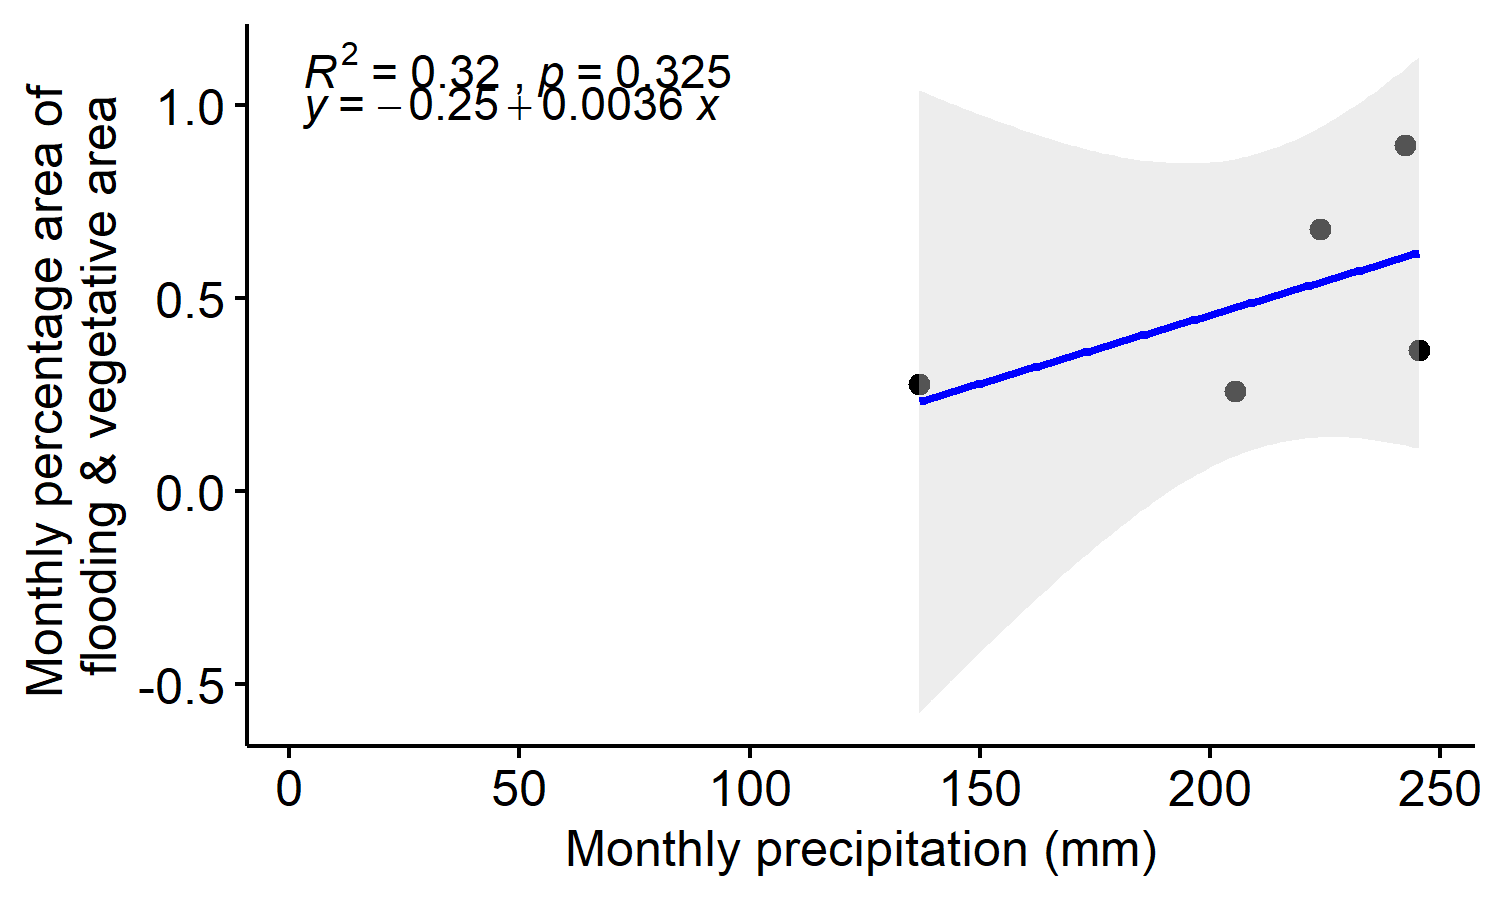 R² = 0.32 , p = 0.325
y = −0.25 + 0.0036 x
Monthly percentage area of
flooding & vegetative area
1.0
0.5
0.0
-0.5
0 50 100 150 200 250
Monthly precipitation (mm)